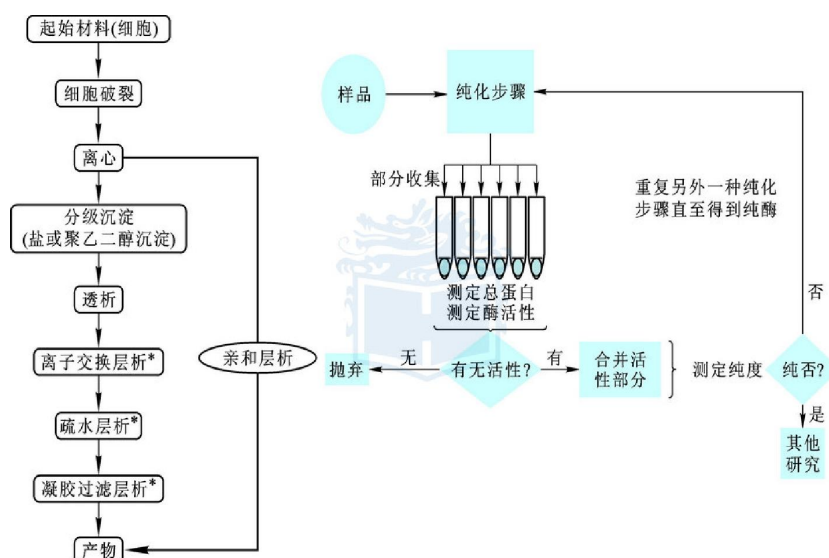 起始材料(细胞)
细胞破裂
离心
分级沉淀
(盐或聚乙二醇沉淀)
透析
离子交换层析*
疏水层析*
凝胶过滤层析*
产物
亲和层析
样品
纯化步骤
部分收集
重复另外一种纯化
步骤直至得到纯酶
测定总蛋白
测定酶活性
抛弃
无
有无活性?
有
合并活
性部分
测定纯度
纯否?
否
是
其他
研究